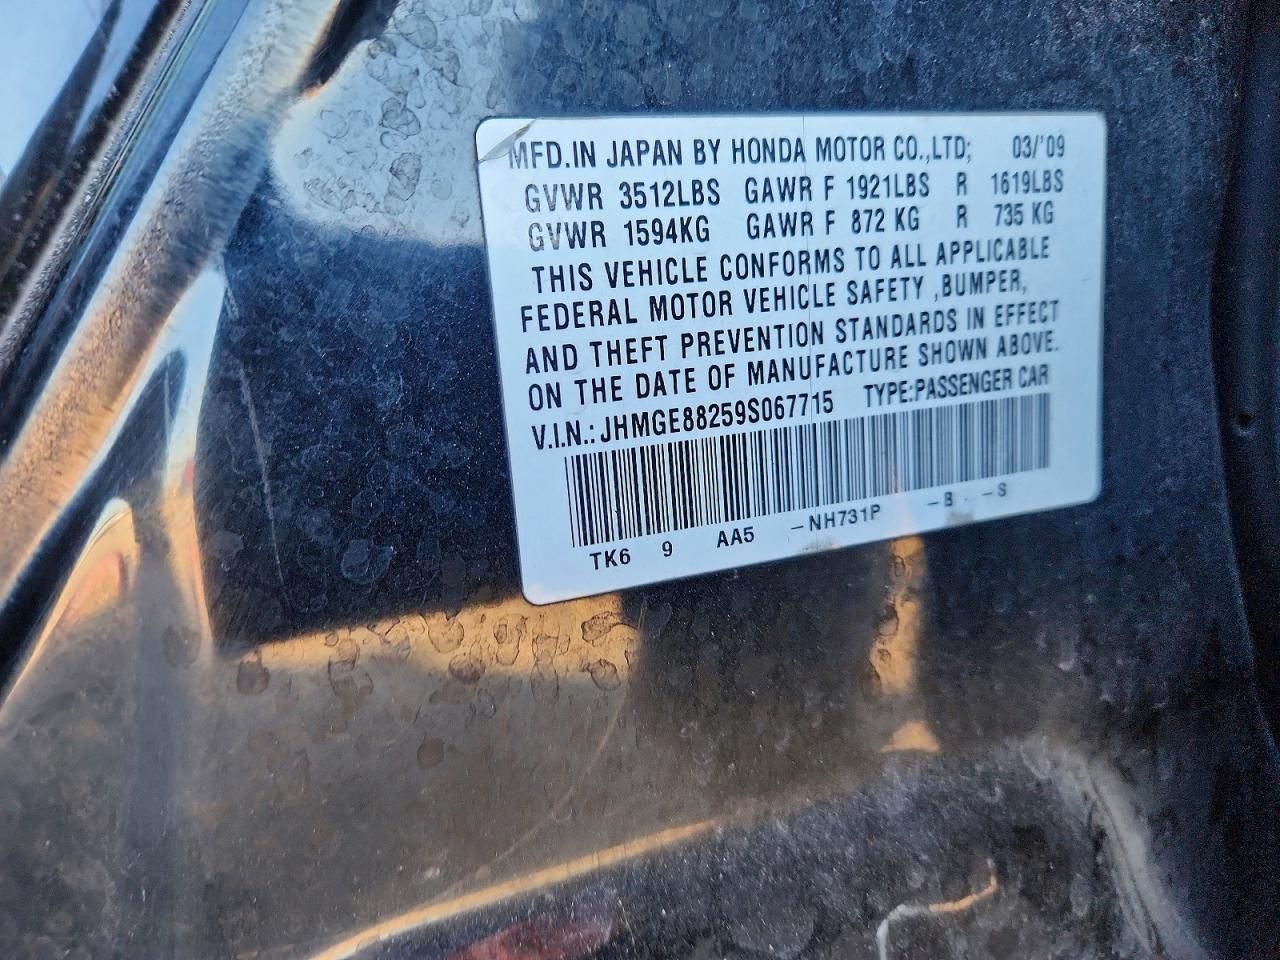 MFD.IN JAPAN BY HONDA MOTOR CO.,LTD; 03/'09
GVWR 3512LBS GAWR F 1921LBS R 1619LBS
GVWR 1594KG GAWR F 872 KG R 735 KG
THIS VEHICLE CONFORMS TO ALL APPLICABLE
FEDERAL MOTOR VEHICLE SAFETY ,BUMPER,
AND THEFT PREVENTION STANDARDS IN EFFECT
ON THE DATE OF MANUFACTURE SHOWN ABOVE.
V.I.N.: JHMGE88259S067715 TYPE:PASSENGER CAR
TK6 9 AA5 -NH731P -B -S